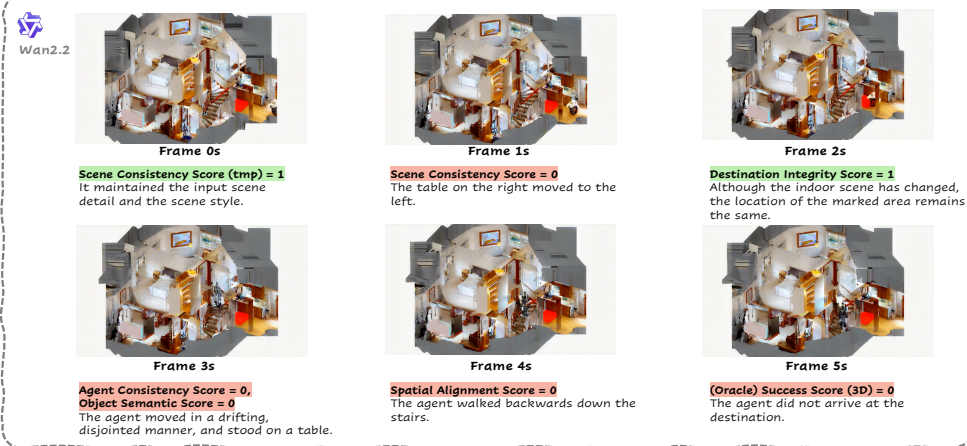 Wan2.2
Frame 0s
Frame 1s
Frame 2s
Scene Consistency Score (tmp) = 1
It maintained the input scene
detail and the scene style.
Scene Consistency Score = 0
The table on the right moved to the
left.
Destination Integrity Score = 1
Although the indoor scene has changed,
the location of the marked area remains
the same.
Frame 3s
Frame 4s
Frame 5s
Agent Consistency Score = 0,
Object Semantic Score = 0
The agent moved in a drifting,
disjointed manner, and stood on a table.
Spatial Alignment Score = 0
The agent walked backwards down the
stairs.
(Oracle) Success Score (3D) = 0
The agent did not arrive at the
destination.